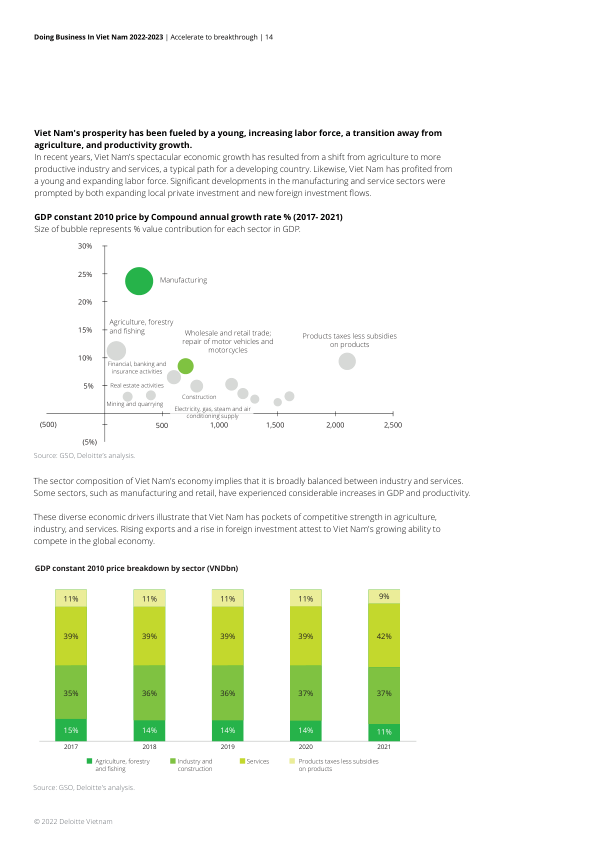 Doing Business In Viet Nam 2022-2023 | Accelerate to breakthrough | 14
Viet Nam's prosperity has been fueled by a young, increasing labor force, a transition away from
agriculture, and productivity growth.
In recent years, Viet Nam's spectacular economic growth has resulted from a shift from agriculture to more
productive industry and services, a typical path for a developing country. Likewise, Viet Nam has profited from
a young and expanding labor force. Significant developments in the manufacturing and service sectors were
prompted by both expanding local private investment and new foreign investment flows.
GDP constant 2010 price by Compound annual growth rate % (2017- 2021)
Size of bubble represents % value contribution for each sector in GDP.
30%
25%
Manufacturing
20%
15%
Agriculture, forestry
and fishing
Wholesale and retail trade,
repair of motor vehicles and
motorcycles
Products taxes less subsidies
on products
10%
Financial, banking and
insurance activities
5%
Real estate activities
Mining and quarrying
Construction
Electricity, gas, steam and air
conditioning supply
(500)
500
1,000
1,500
2,000
2,500
(5%)
Source: GSO, Deloitte's analysis.
The sector composition of Viet Nam's economy implies that it is broadly balanced between industry and services.
Some sectors, such as manufacturing and retail, have experienced considerable increases in GDP and productivity.
These diverse economic drivers illustrate that Viet Nam has pockets of competitive strength in agriculture,
industry, and services. Rising exports and a rise in foreign investment attest to Viet Nam's growing ability to
compete in the global economy.
GDP constant 2010 price breakdown by sector (VNDbn)
11% 11% 11% 11% 9%
39% 39% 39% 39% 42%
35% 36% 36% 37% 37%
15% 14% 14% 14% 11%
2017 2018 2019 2020 2021
Agriculture, forestry
and fishing
Industry and
construction
Services
Products taxes less subsidies
on products
Source: GSO, Deloitte's analysis.
© 2022 Deloitte Vietnam